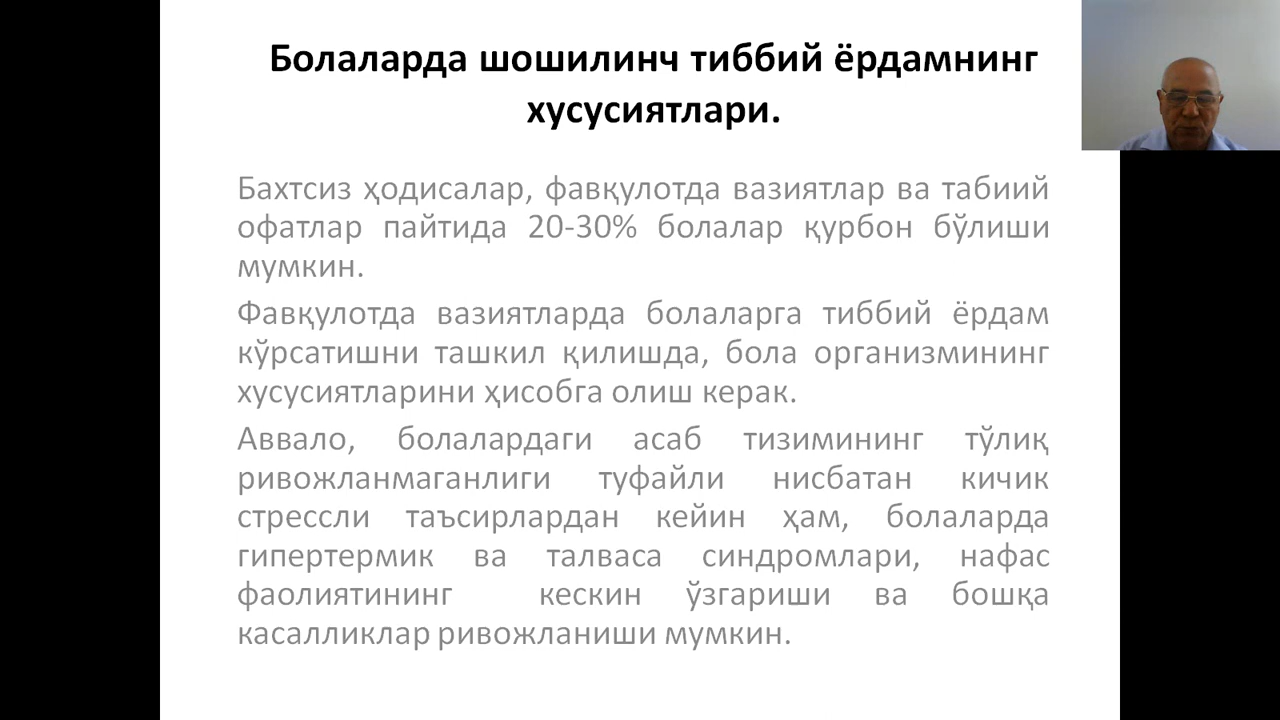 Болаларда шошилинч тиббий ёрдамнинг
хусусиятлари.
Бахтсиз ҳодисалар, фавқулотда вазиятлар ва табиий
офатлар пайтида 20-30% болалар қурбон бўлиши
мумкин.
Фавқулотда вазиятларда болаларга тиббий ёрдам
кўрсатишни ташкил қилишда, бола организмининг
хусусиятларини ҳисобга олиш керак.
Аввало, болалардаги асаб тизимининг тўлиқ
ривожланмаганлиги туфайли нисбатан кичик
стрессли таъсирлардан кейин ҳам, болаларда
гипертермик ва талваса синдромлари, нафас
фаолиятининг кескин ўзгариши ва бошқа
касалликлар ривожланиши мумкин.